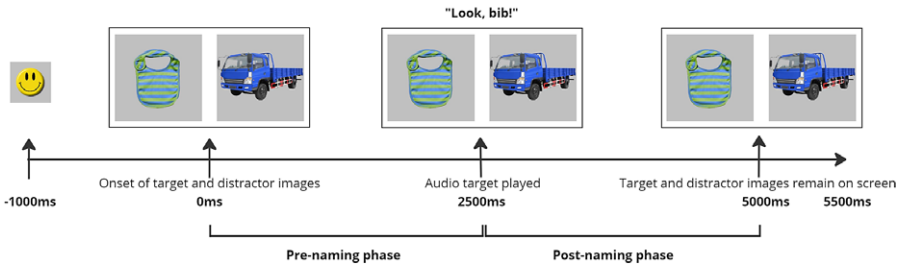 "Look, bib!"
Onset of target and distractor images
Audio target played
Target and distractor images remain on screen
-1000ms
0ms
2500ms
5000ms
5500ms
Pre-naming phase
Post-naming phase